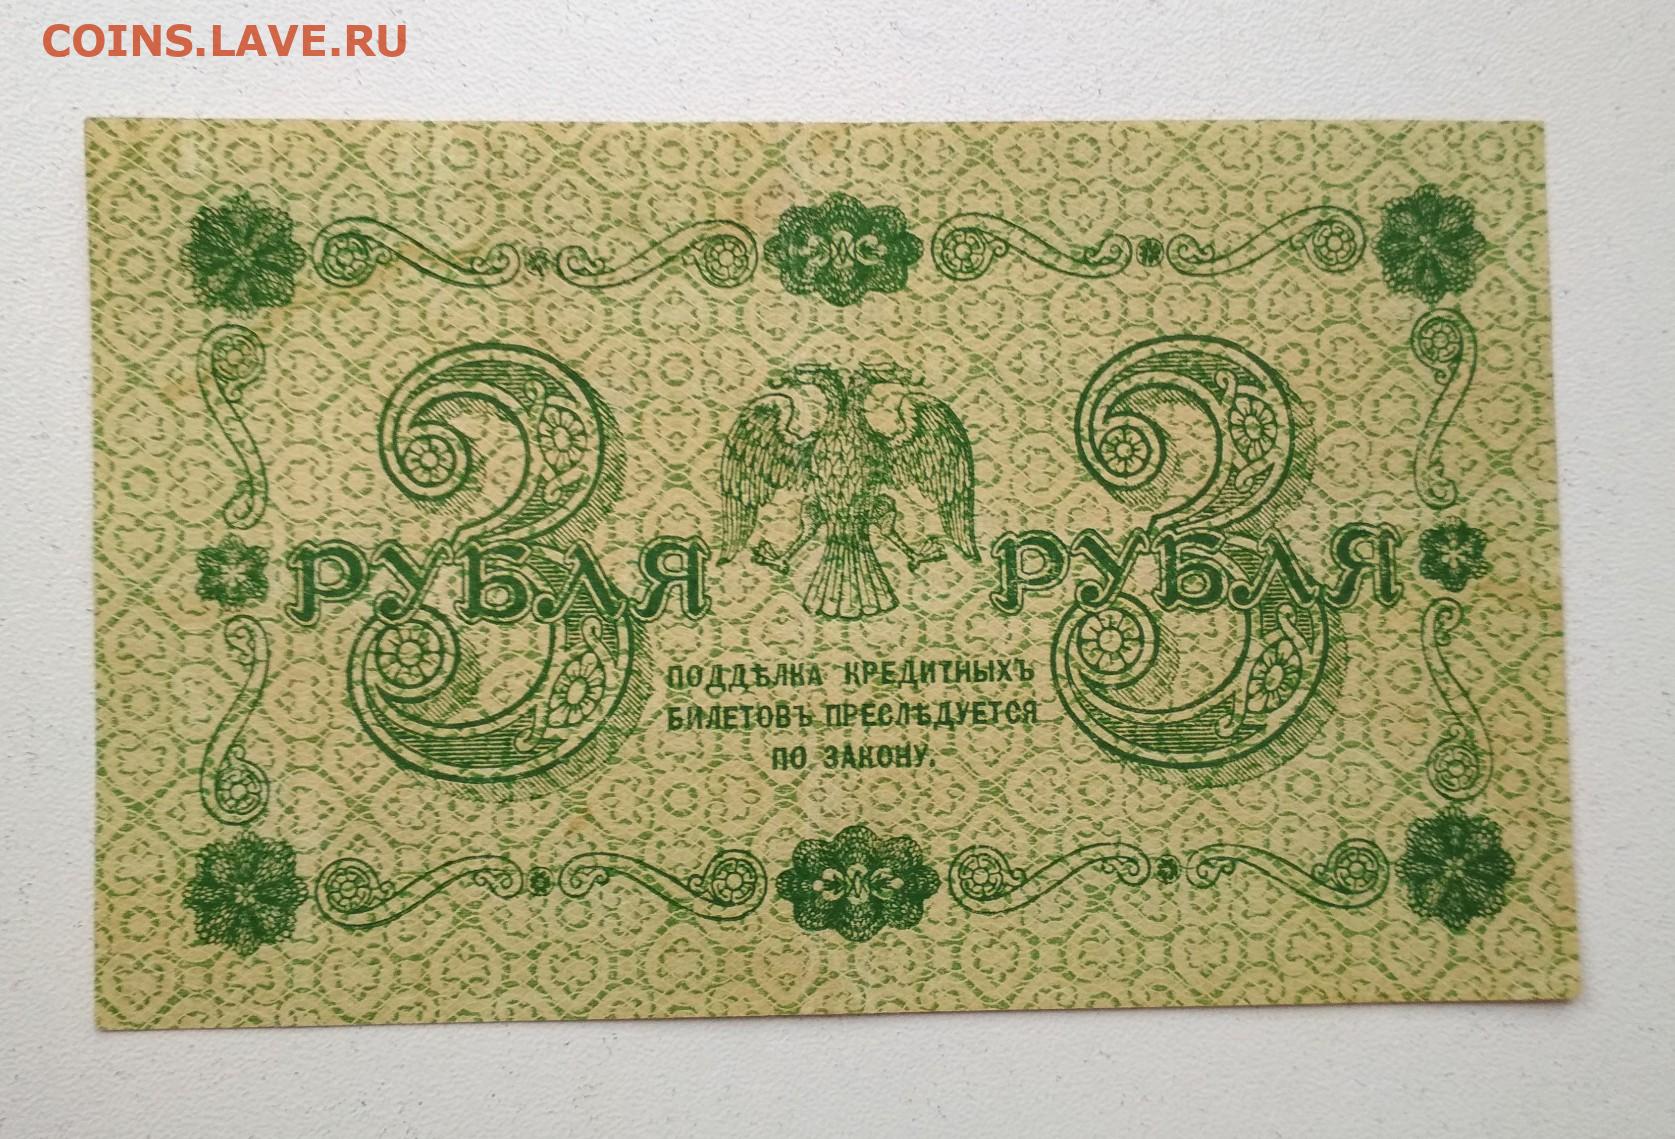 COINS.LAVE.RU
3 3
РУБЛЯ РУБЛЯ
ПОДДѢЛКА КРЕДИТНЫХЪ
БИЛЕТОВЪ ПРЕСЛѢДУЕТСЯ
ПО ЗАКОНУ.